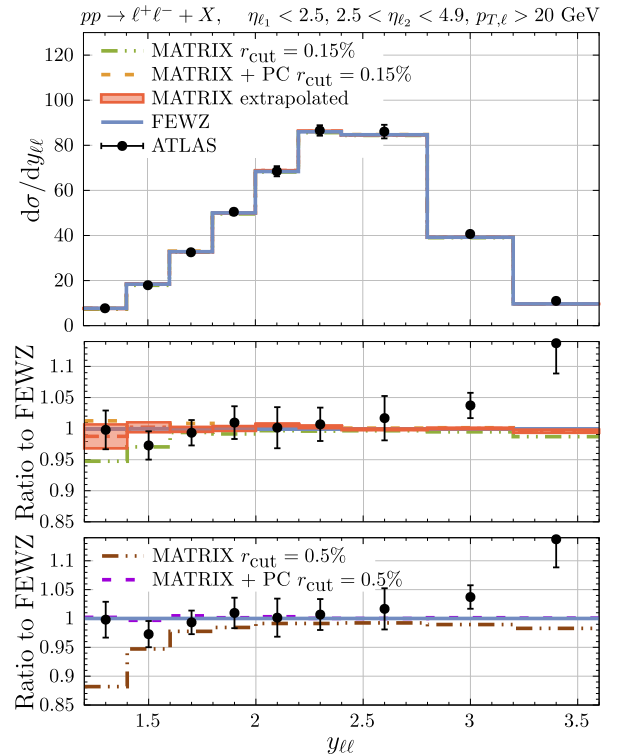 pp → ℓ⁺ℓ⁻ + X, η_ℓ₁ < 2.5, 2.5 < η_ℓ₂ < 4.9, p_T,ℓ > 20 GeV
MATRIX r_cut = 0.15%
MATRIX + PC r_cut = 0.15%
MATRIX extrapolated
FEWZ
ATLAS
dσ/dy_ℓℓ
120
100
80
60
40
20
0
Ratio to FEWZ
1.1
1.05
1
0.95
0.9
0.85
Ratio to FEWZ
MATRIX r_cut = 0.5%
MATRIX + PC r_cut = 0.5%
1.1
1.05
1
0.95
0.9
0.85
1.5 2 2.5 3 3.5
y_ℓℓ